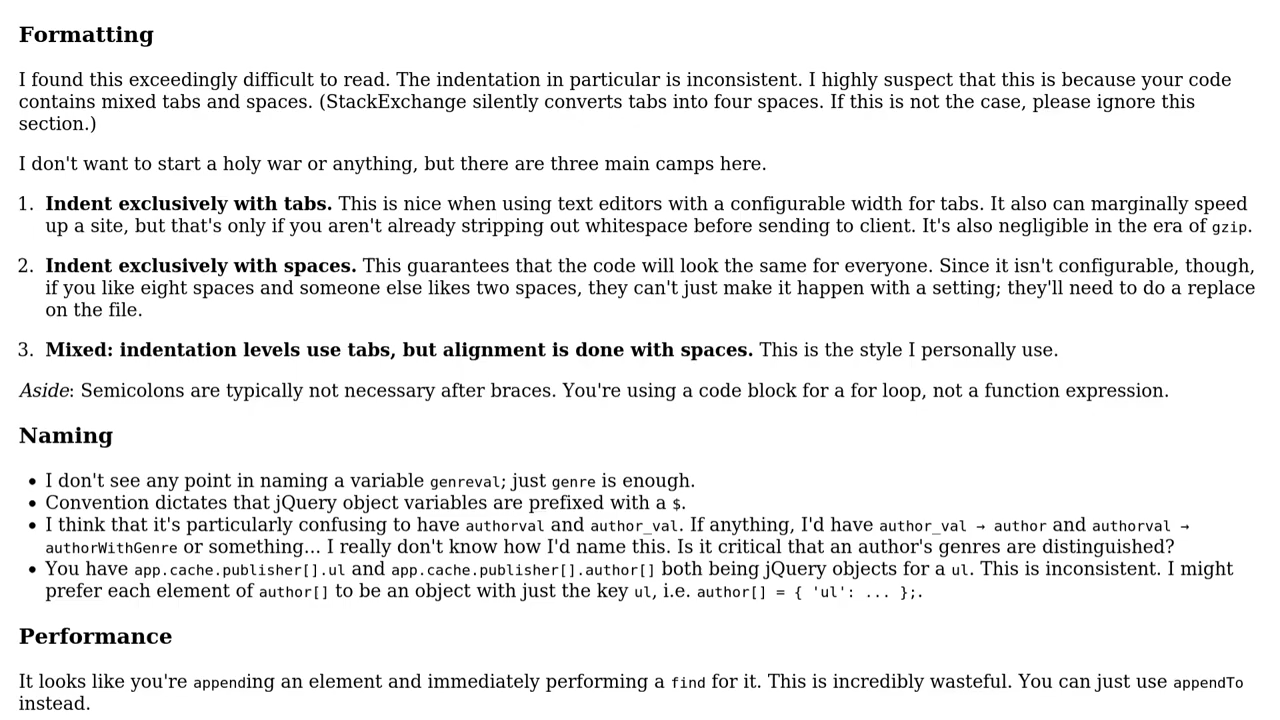 Formatting
I found this exceedingly difficult to read. The indentation in particular is inconsistent. I highly suspect that this is because your code
contains mixed tabs and spaces. (StackExchange silently converts tabs into four spaces. If this is not the case, please ignore this
section.)
I don't want to start a holy war or anything, but there are three main camps here.
1. Indent exclusively with tabs. This is nice when using text editors with a configurable width for tabs. It also can marginally speed
up a site, but that's only if you aren't already stripping out whitespace before sending to client. It's also negligible in the era of gzip.
2. Indent exclusively with spaces. This guarantees that the code will look the same for everyone. Since it isn't configurable, though,
if you like eight spaces and someone else likes two spaces, they can't just make it happen with a setting; they'll need to do a replace
on the file.
3. Mixed: indentation levels use tabs, but alignment is done with spaces. This is the style I personally use.
Aside: Semicolons are typically not necessary after braces. You're using a code block for a for loop, not a function expression.
Naming
• I don't see any point in naming a variable genreval; just genre is enough.
• Convention dictates that jQuery object variables are prefixed with a $.
• I think that it's particularly confusing to have authorval and author_val. If anything, I'd have author_val → author and authorval →
authorWithGenre or something... I really don't know how I'd name this. Is it critical that an author's genres are distinguished?
• You have app.cache.publisher[].ul and app.cache.publisher[].author[] both being jQuery objects for a ul. This is inconsistent. I might
prefer each element of author[] to be an object with just the key ul, i.e. author[] = { 'ul': ... };.
Performance
It looks like you're appending an element and immediately performing a find for it. This is incredibly wasteful. You can just use appendTo
instead.